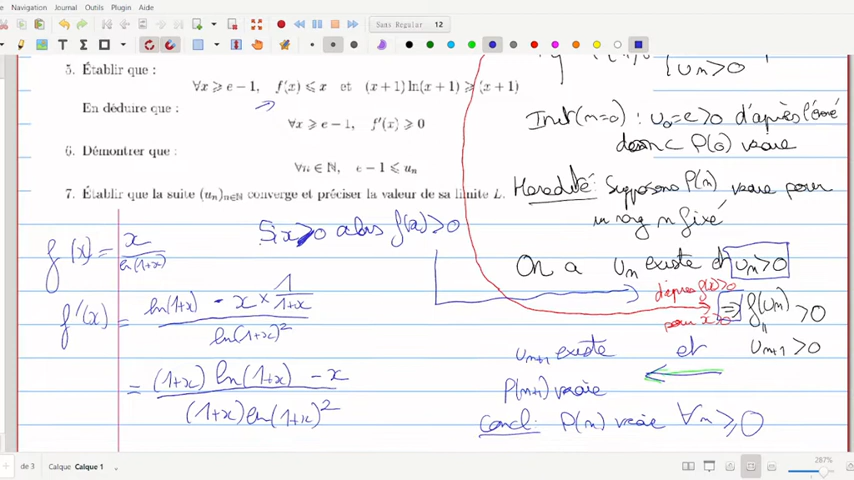 Navigation Journal Outils Plugin Aide
Sans Regular 12
5. Établir que :
∀x ⩾ e − 1, f(x) ⩽ x et (x + 1) ln(x + 1) ⩾ (x + 1)
En déduire que :
∀x ⩾ e − 1, f′(x) ⩾ 0
6. Démontrer que :
∀n ∈ ℕ, e − 1 ⩽ uₙ
7. Établir que la suite (uₙ)ₙ∈ℕ converge et préciser la valeur de sa limite L.
Si x>0 alors f(x)>0
f(x) = x / ln(1+x)
f'(x) = (ln(1+x) - x × 1/(1+x)) / ln(1+x)²
= ((1+x) ln(1+x) - x) / ((1+x) ln(1+x)²)
uₙ>0
Init (n=0) : u₀=e>0 d'après l'énoncé
donc P(0) vraie
Hérédité: Supposons P(n) vraie pour
un rang n fixé
On a uₙ existe et uₙ>0
d'après f(x)>0
pour x>0
⇒ f(uₙ) >0
uₙ₊₁ existe et uₙ₊₁ >0
P(n+1) vraie
Concl: P(n) vraie ∀n ⩾ 0
de 3 Calque Calque 1
287%